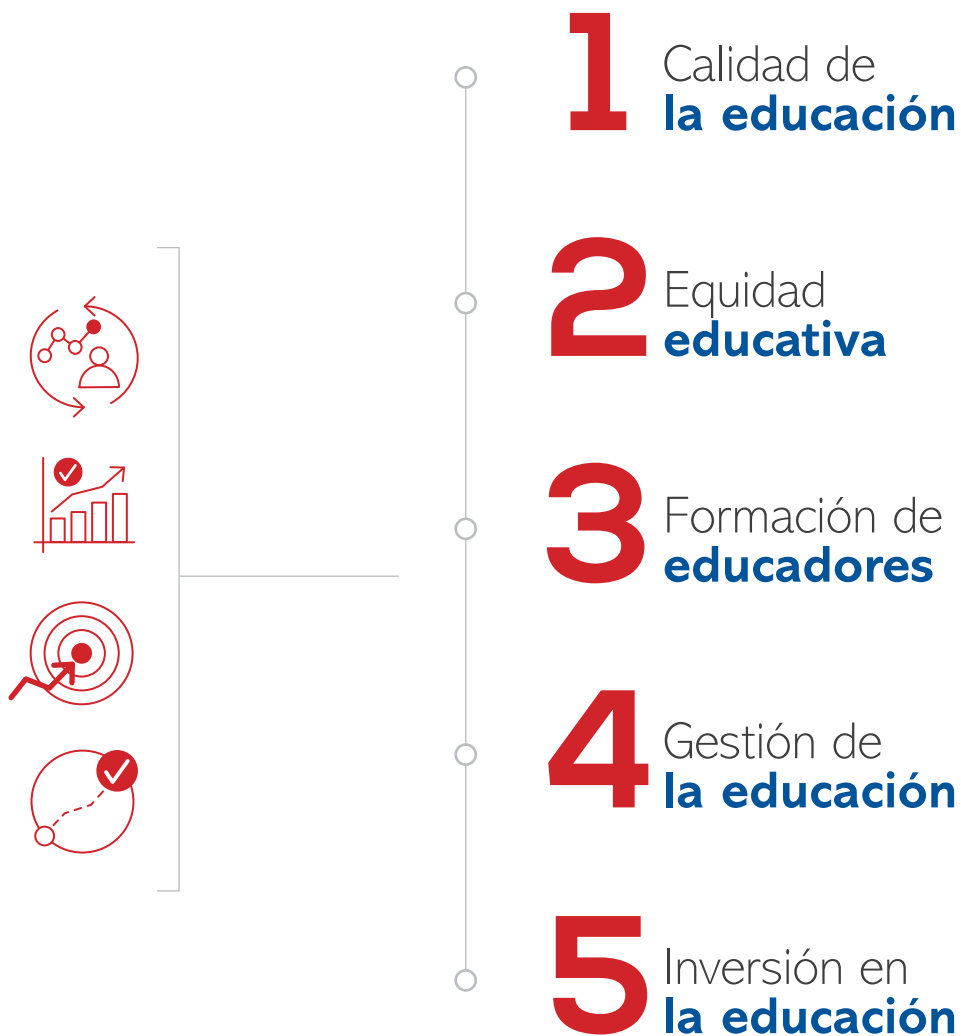 1
Calidad de
la educación
2
Equidad
educativa
3
Formación de
educadores
4
Gestión de
la educación
5
Inversión en
la educación